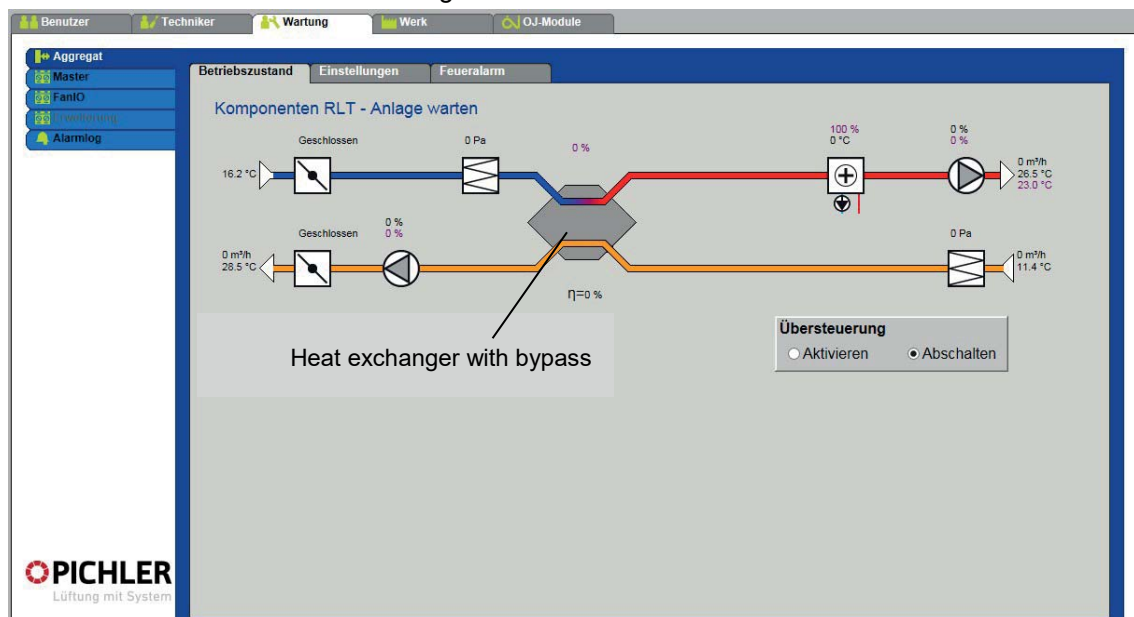 Benutzer Techniker Wartung Werk OJ-Module
Aggregat
Master
FanIO
Erweiterung
Alarmlog
Betriebszustand Einstellungen Feueralarm
Komponenten RLT - Anlage warten
Geschlossen 0 Pa 0 % 100 % 0 °C 0 % 0 %
16.2 °C 0 m³/h 26.5 °C 23.0 °C
Geschlossen 0 % 0 % 0 Pa
0 m³/h 28.5 °C 0 m³/h 11.4 °C
η=0 %
Heat exchanger with bypass
Übersteuerung
Aktivieren Abschalten
PICHLER
Lüftung mit System